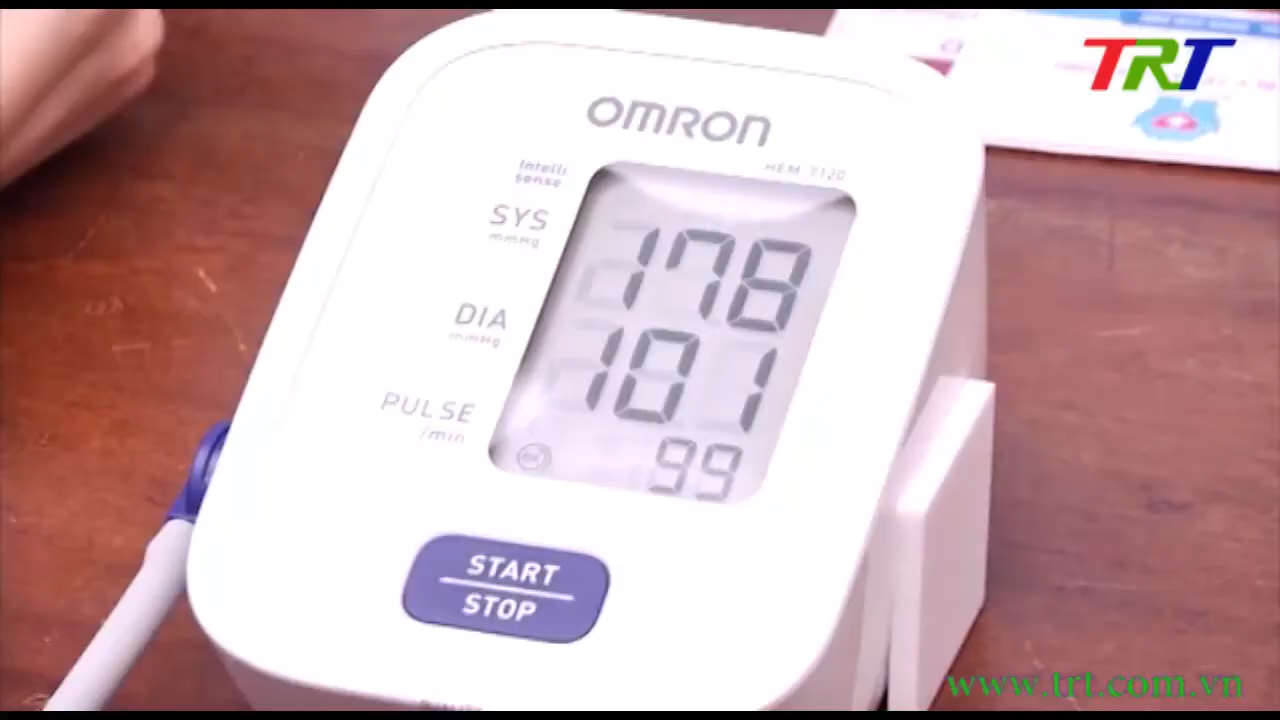 TRT
OMRON
HEM-7120
Intelli
sense
SYS
mmHg
178
DIA
mmHg
101
PULSE
/min
OK
99
START
STOP
www.trt.com.vn